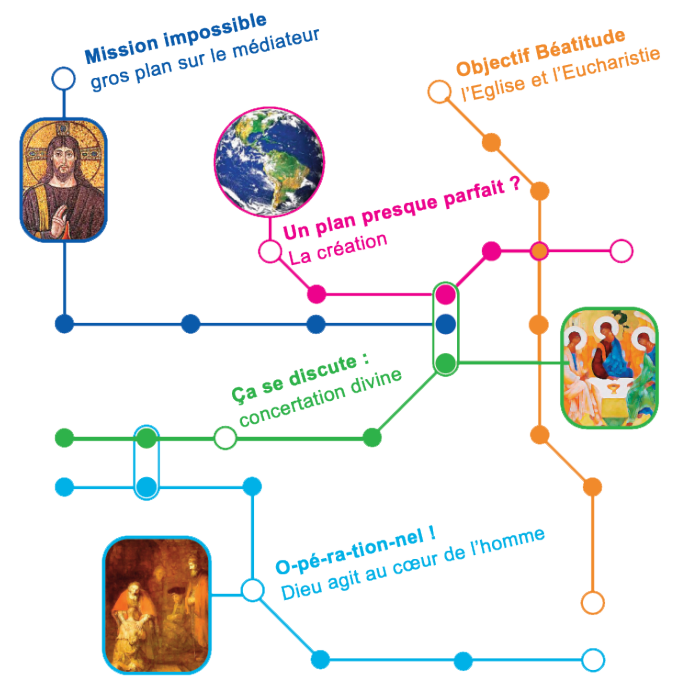 Mission impossible
gros plan sur le médiateur
Objectif Béatitude
l'Eglise et l'Eucharistie
Un plan presque parfait ?
La création
Ça se discute :
concertation divine
O-pé-ra-tion-nel !
Dieu agit au cœur de l'homme